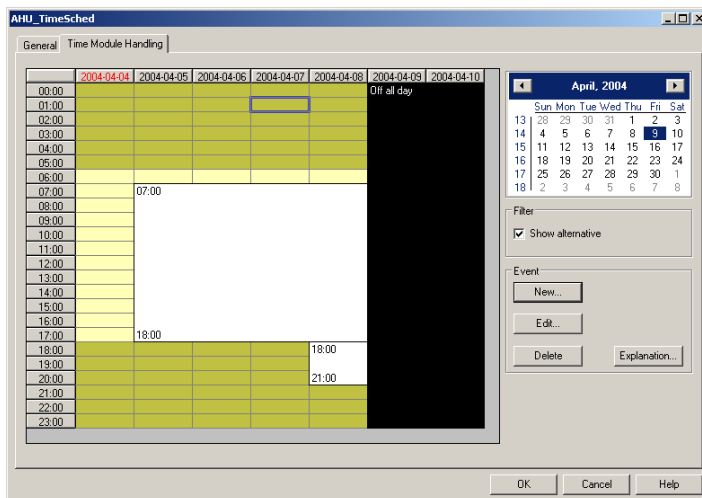 AHU_TimeSched
General Time Module Handling
2004-04-04 2004-04-05 2004-04-06 2004-04-07 2004-04-08 2004-04-09 2004-04-10
00:00 Off all day
01:00
02:00
03:00
04:00
05:00
06:00
07:00 07:00
08:00
09:00
10:00
11:00
12:00
13:00
14:00
15:00
16:00
17:00 18:00
18:00 18:00
19:00
20:00 21:00
21:00
22:00
23:00
April, 2004
Sun Mon Tue Wed Thu Fri Sat
13 28 29 30 31 1 2 3
14 4 5 6 7 8 9 10
15 11 12 13 14 15 16 17
16 18 19 20 21 22 23 24
17 25 26 27 28 29 30 1
18 2 3 4 5 6 7 8
Filter
Show alternative
Event
New...
Edit...
Delete Explanation...
OK Cancel Help